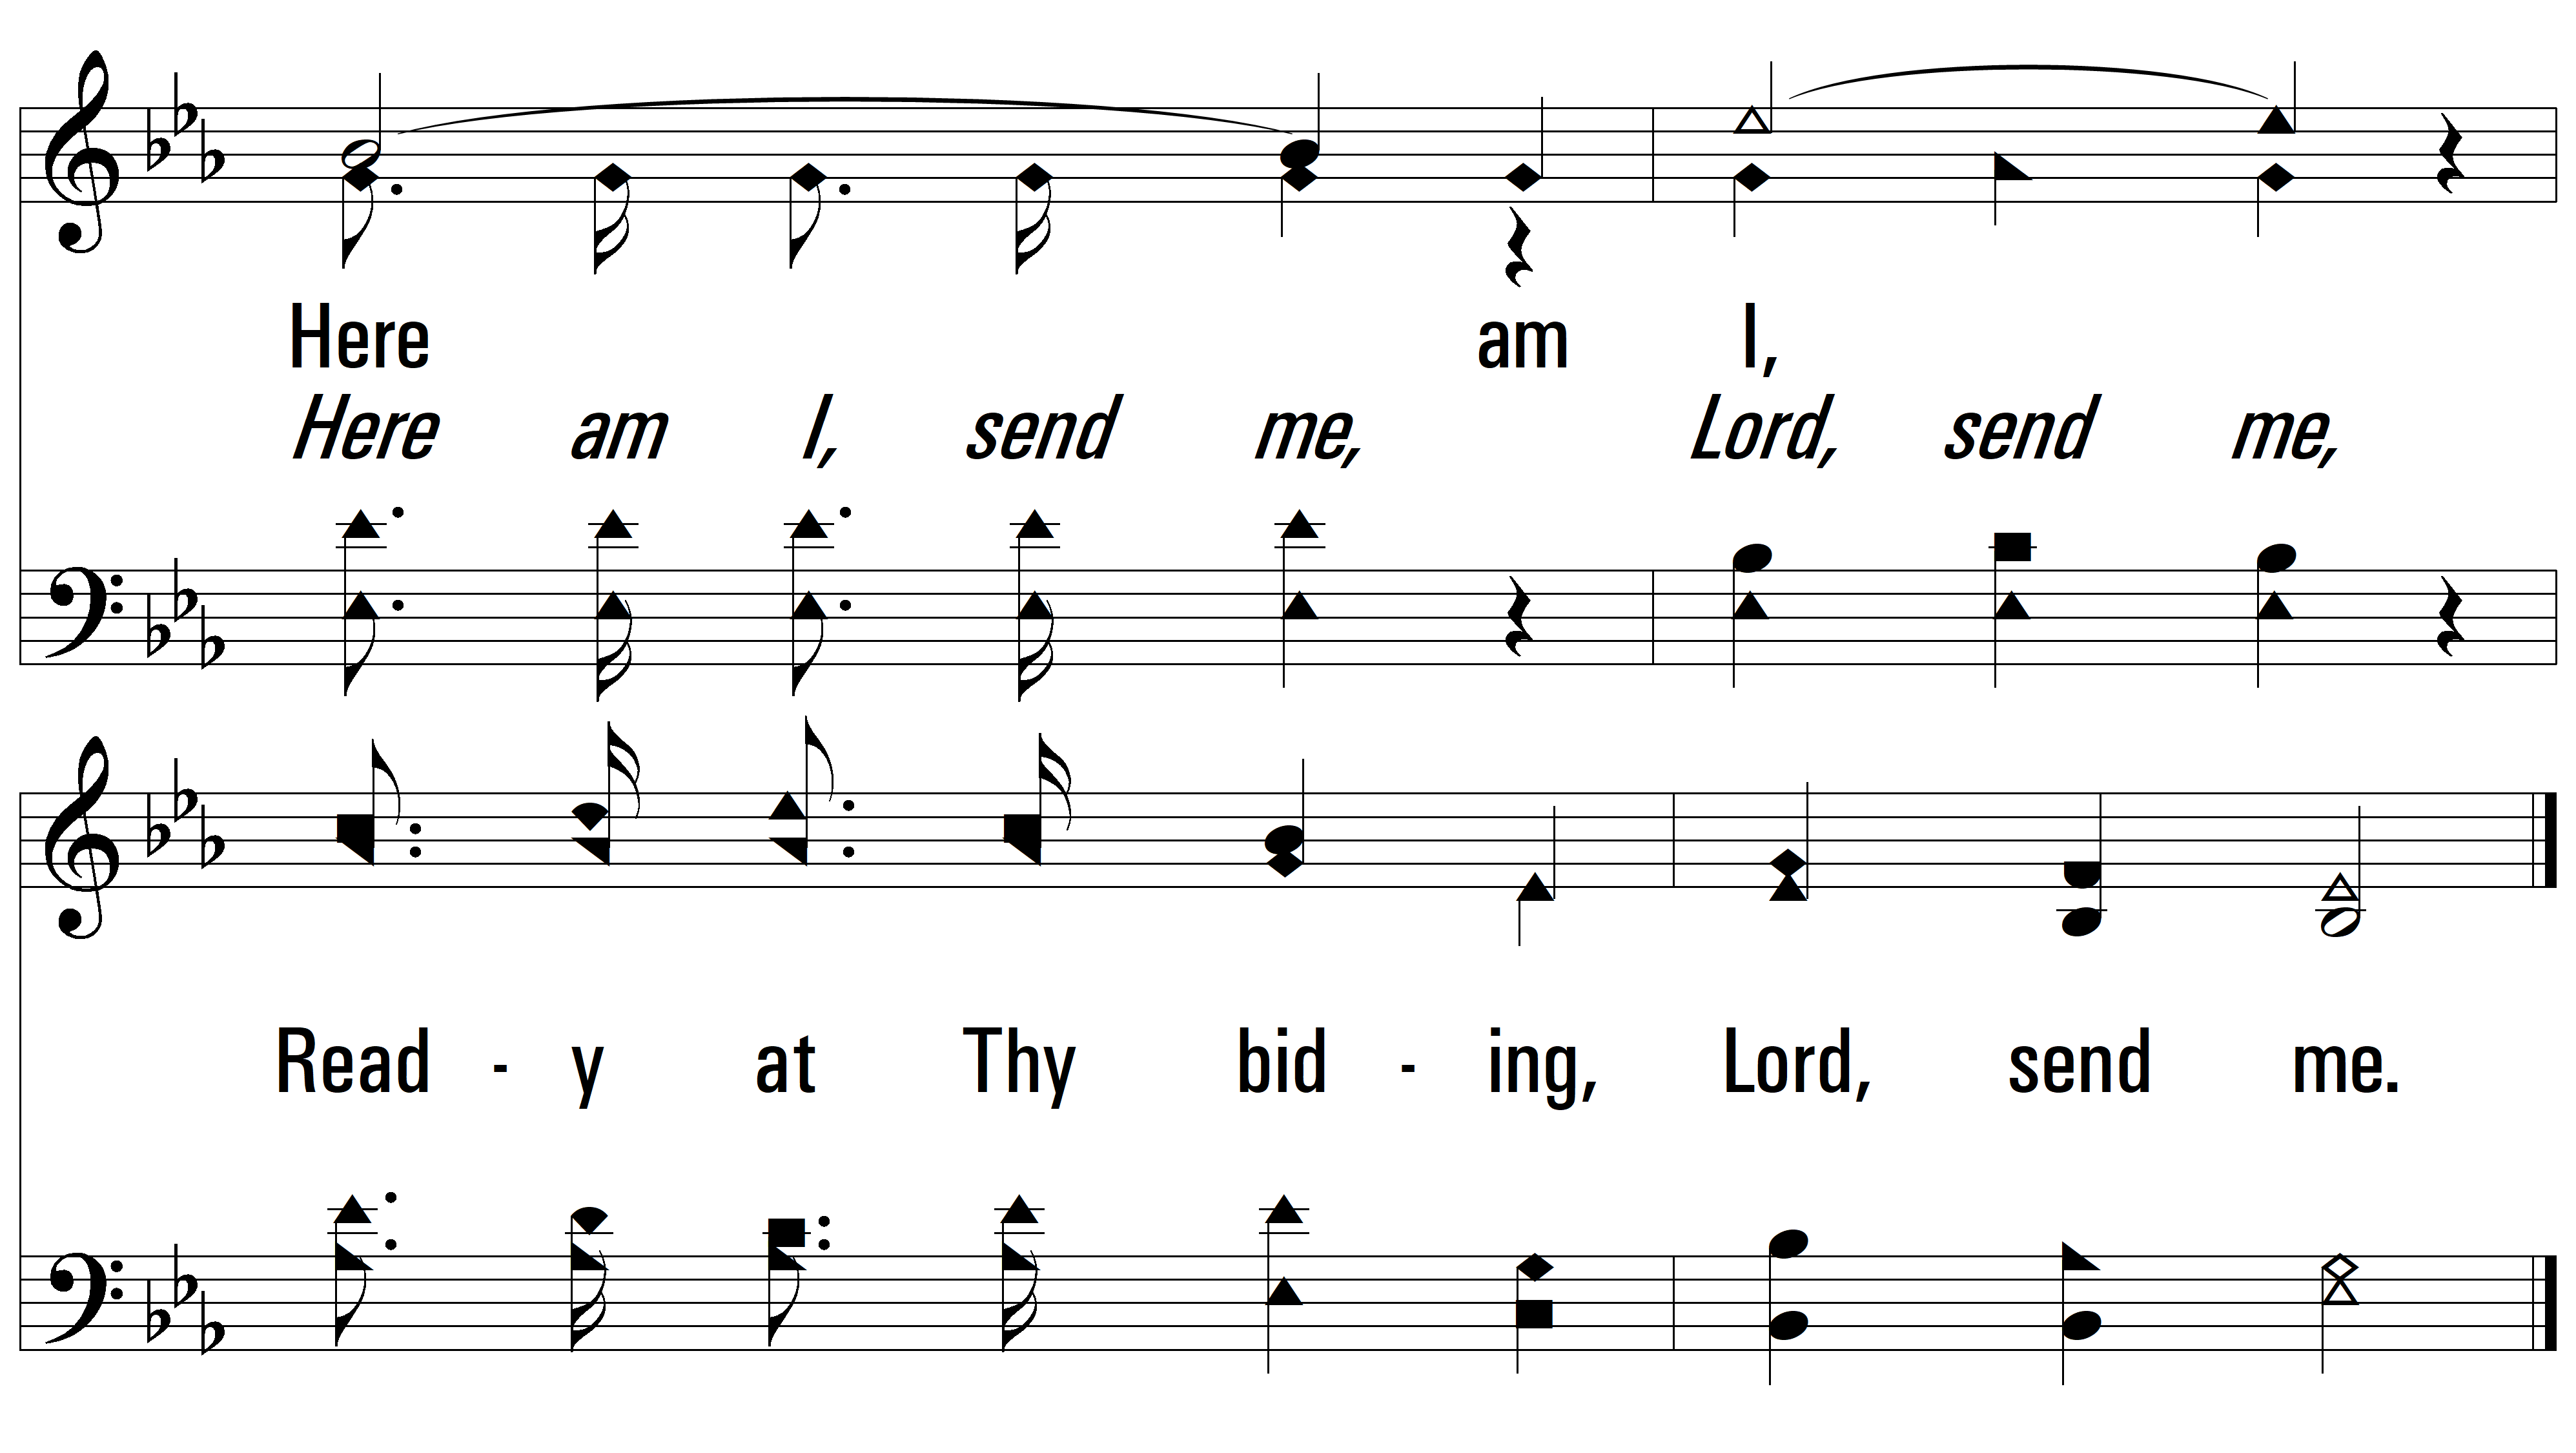 Here am I,
Here am I, send me, Lord, send me,
Read - y at Thy bid - ing, Lord, send me.